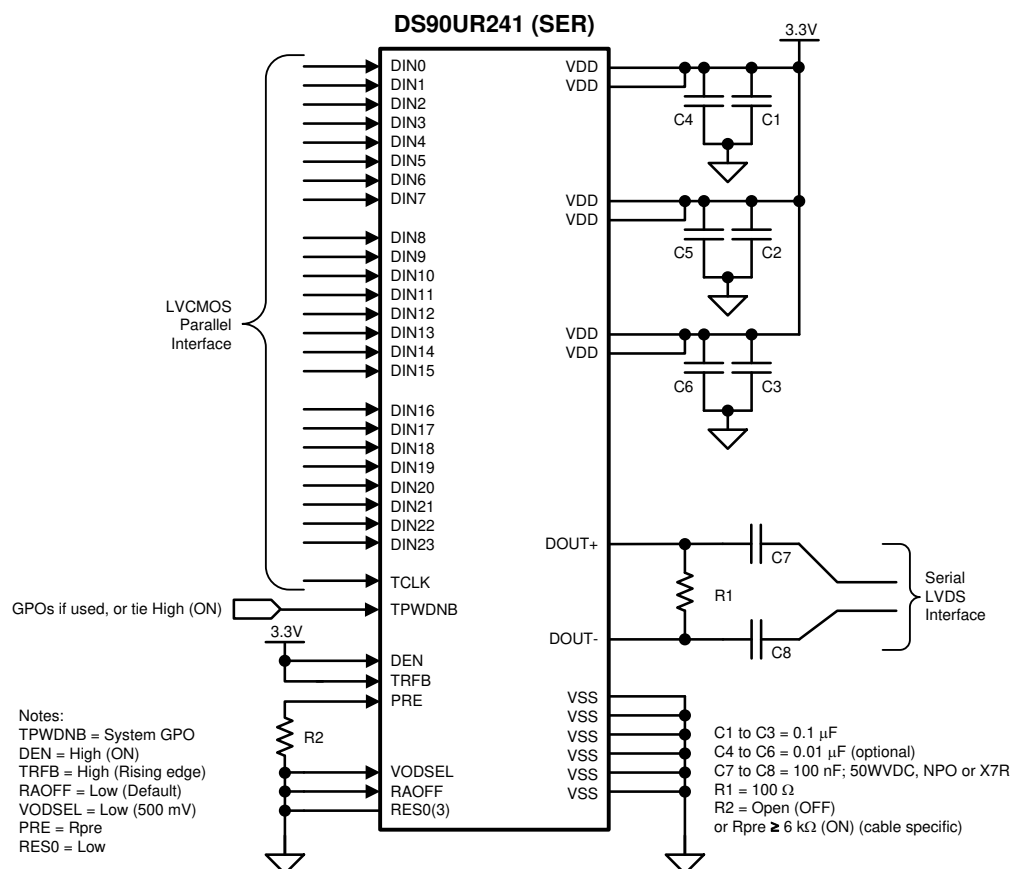 DS90UR241 (SER)
3.3V
DIN0
DIN1
DIN2
DIN3
DIN4
DIN5
DIN6
DIN7
DIN8
DIN9
DIN10
DIN11
DIN12
DIN13
DIN14
DIN15
DIN16
DIN17
DIN18
DIN19
DIN20
DIN21
DIN22
DIN23
TCLK
TPWDNB
DEN
TRFB
PRE
VODSEL
RAOFF
RES0(3)
LVCMOS
Parallel
Interface
GPOs if used, or tie High (ON)
3.3V
R2
VDD
VDD
C4
C1
VDD
VDD
C5
C2
VDD
VDD
C6
C3
DOUT+
C7
R1
DOUT-
C8
Serial
LVDS
Interface
VSS
VSS
VSS
VSS
VSS
VSS
Notes:
TPWDNB = System GPO
DEN = High (ON)
TRFB = High (Rising edge)
RAOFF = Low (Default)
VODSEL = Low (500 mV)
PRE = Rpre
RES0 = Low
C1 to C3 = 0.1 μF
C4 to C6 = 0.01 μF (optional)
C7 to C8 = 100 nF; 50WVDC, NPO or X7R
R1 = 100 Ω
R2 = Open (OFF)
or Rpre ≥ 6 kΩ (ON) (cable specific)